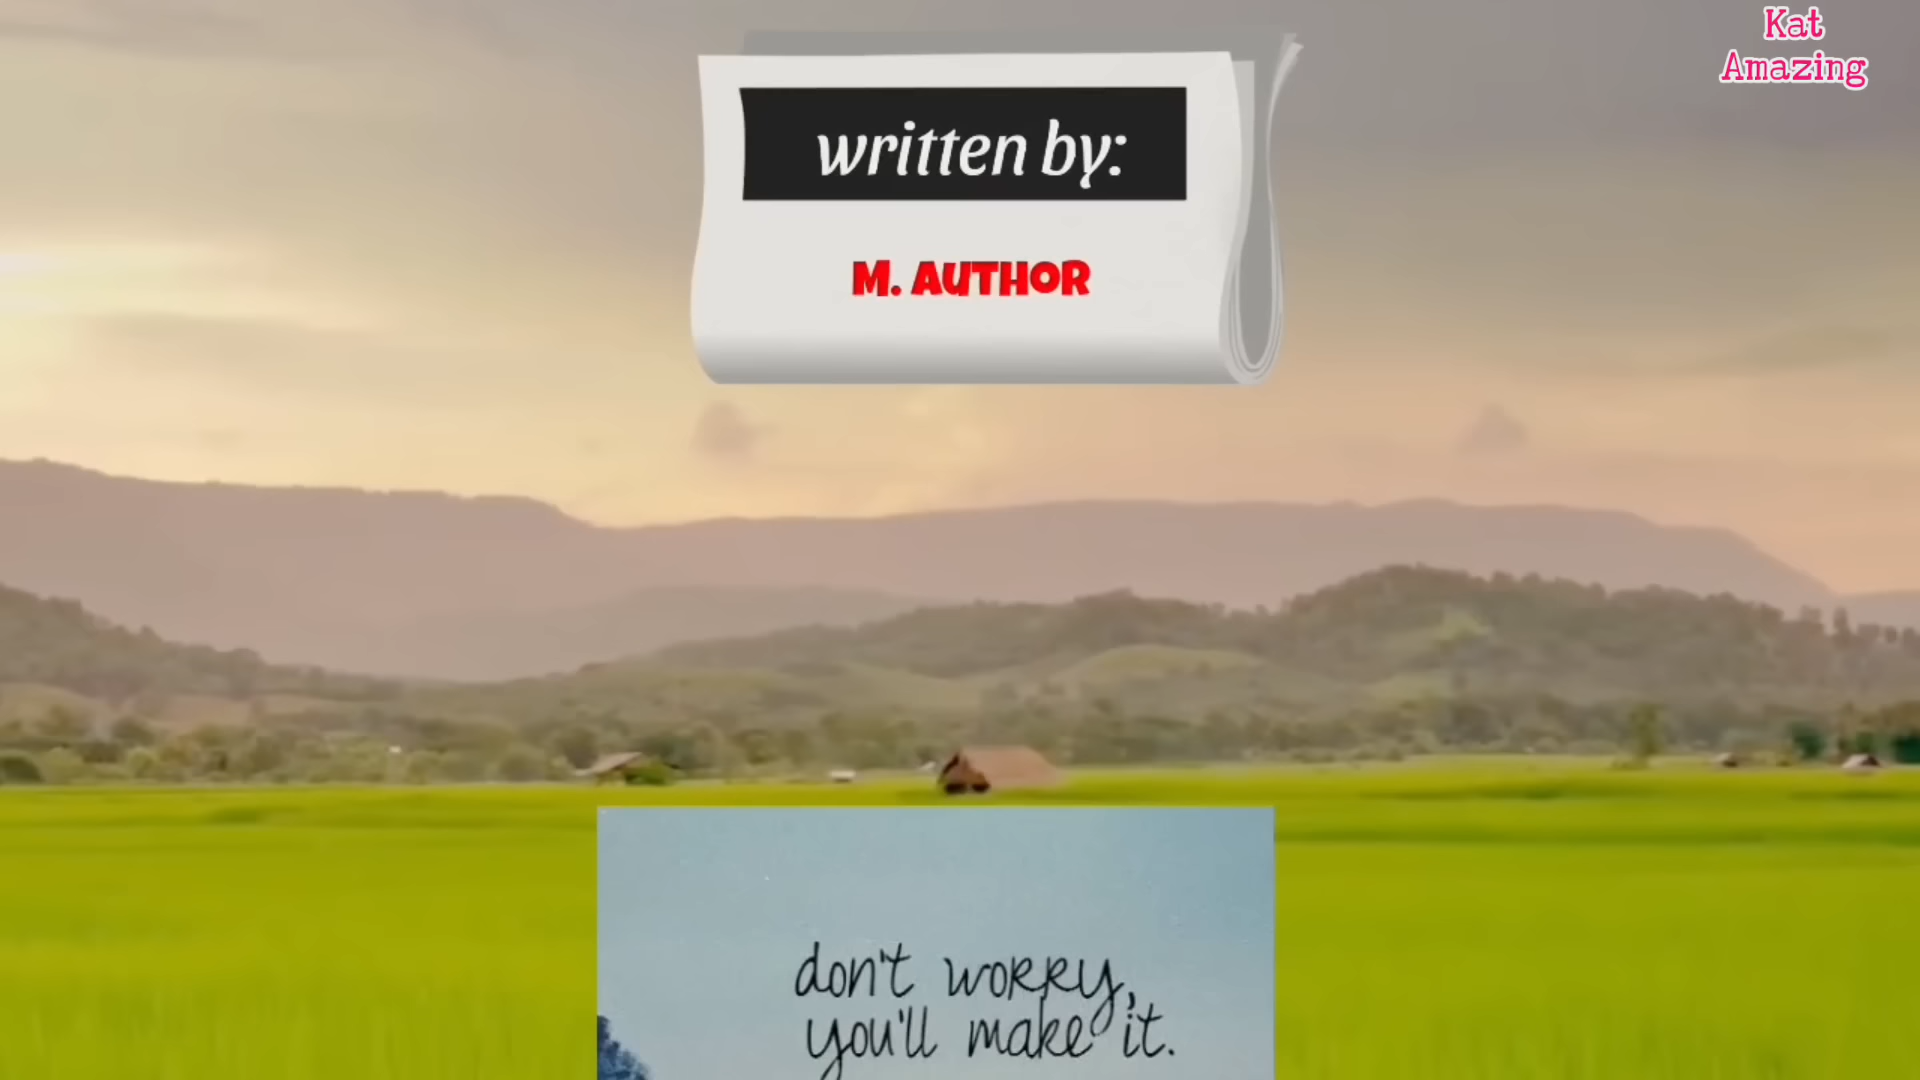 Kat
Amazing
written by:
M. AUTHOR
don't worry,
you'll make it.